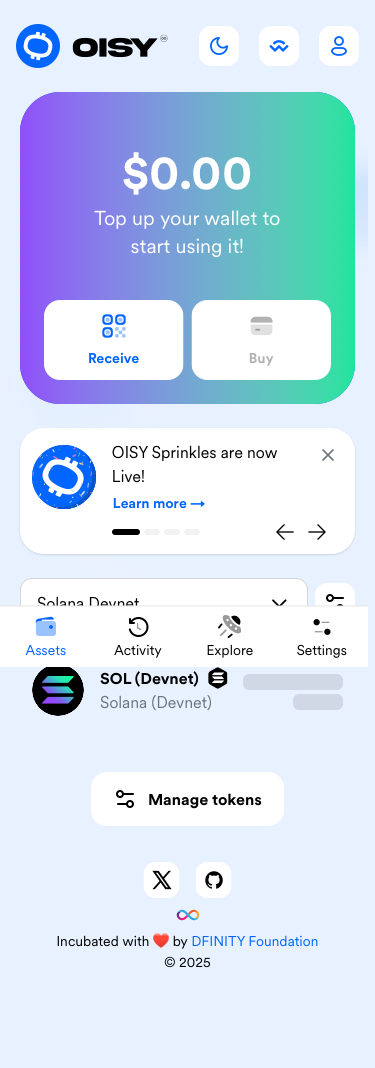 OISY
$0.00
Top up your wallet to
start using it!
Receive
Buy
OISY Sprinkles are now
Live!
Learn more →
Solana Devnet
Assets
Activity
Explore
Settings
SOL (Devnet)
Solana (Devnet)
Manage tokens
Incubated with ❤️ by DFINITY Foundation
© 2025